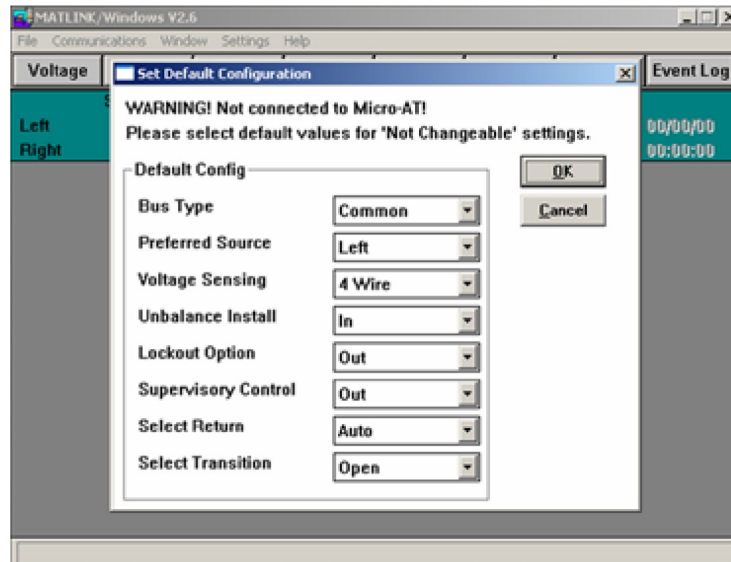 MATLINK/Windows V2.6
File Communications Window Settings Help
Voltage
Set Default Configuration
Event Log
WARNING! Not connected to Micro-AT!
Please select default values for 'Not Changeable' settings.
Left
00/00/00
Right
00:00:00
Default Config
OK
Cancel
Bus Type Common
Preferred Source Left
Voltage Sensing 4 Wire
Unbalance Install In
Lockout Option Out
Supervisory Control Out
Select Return Auto
Select Transition Open